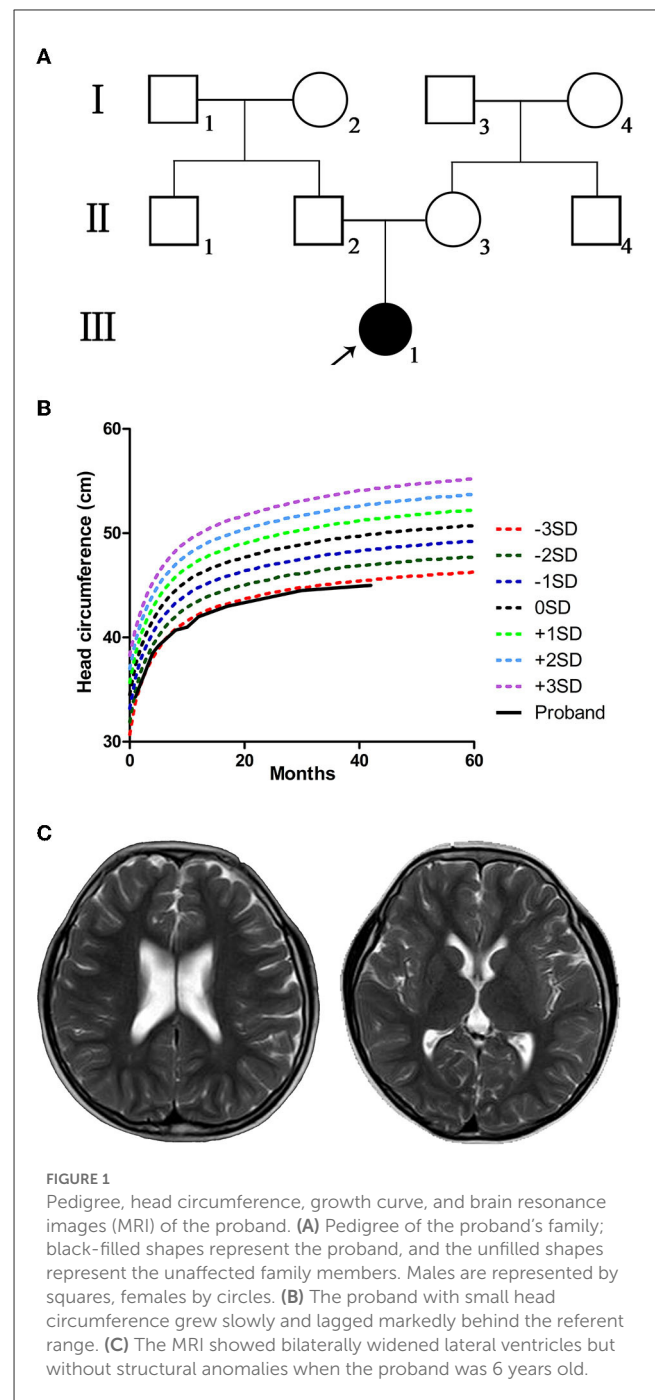 A
I
1
2
3
4
II
1
2
3
4
III
1
B
60
50
40
30
Head circumference (cm)
0
20
40
60
Months
-3SD
-2SD
-1SD
0SD
+1SD
+2SD
+3SD
Proband
C
FIGURE 1
Pedigree, head circumference, growth curve, and brain resonance
images (MRI) of the proband. (A) Pedigree of the proband's family;
black-filled shapes represent the proband, and the unfilled shapes
represent the unaffected family members. Males are represented by
squares, females by circles. (B) The proband with small head
circumference grew slowly and lagged markedly behind the referent
range. (C) The MRI showed bilaterally widened lateral ventricles but
without structural anomalies when the proband was 6 years old.